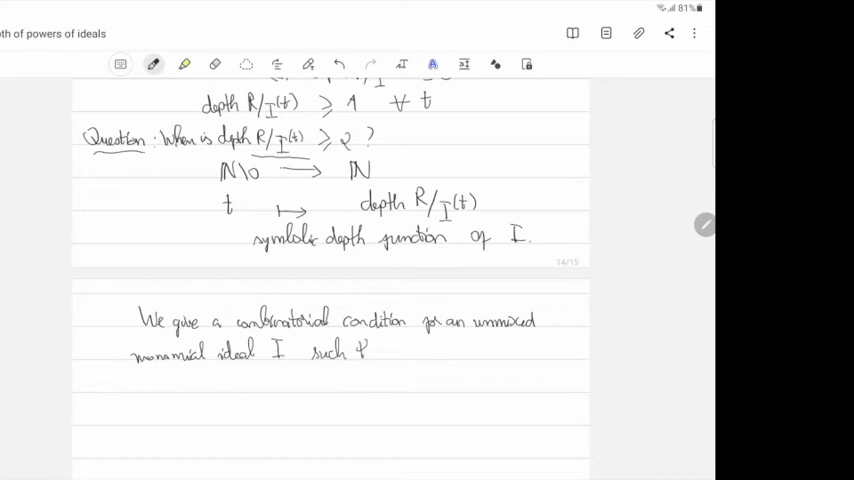 81%
th of powers of ideals
depth R/I(t) ≥ 1 ∀ t
Question : When is depth R/I(t) ≥ 2 ?
ℕ\0 → ℕ
t ↦ depth R/I(t)
symbolic depth function of I.
14/15
We give a combinatorial condition for an unmixed
monomial ideal I such